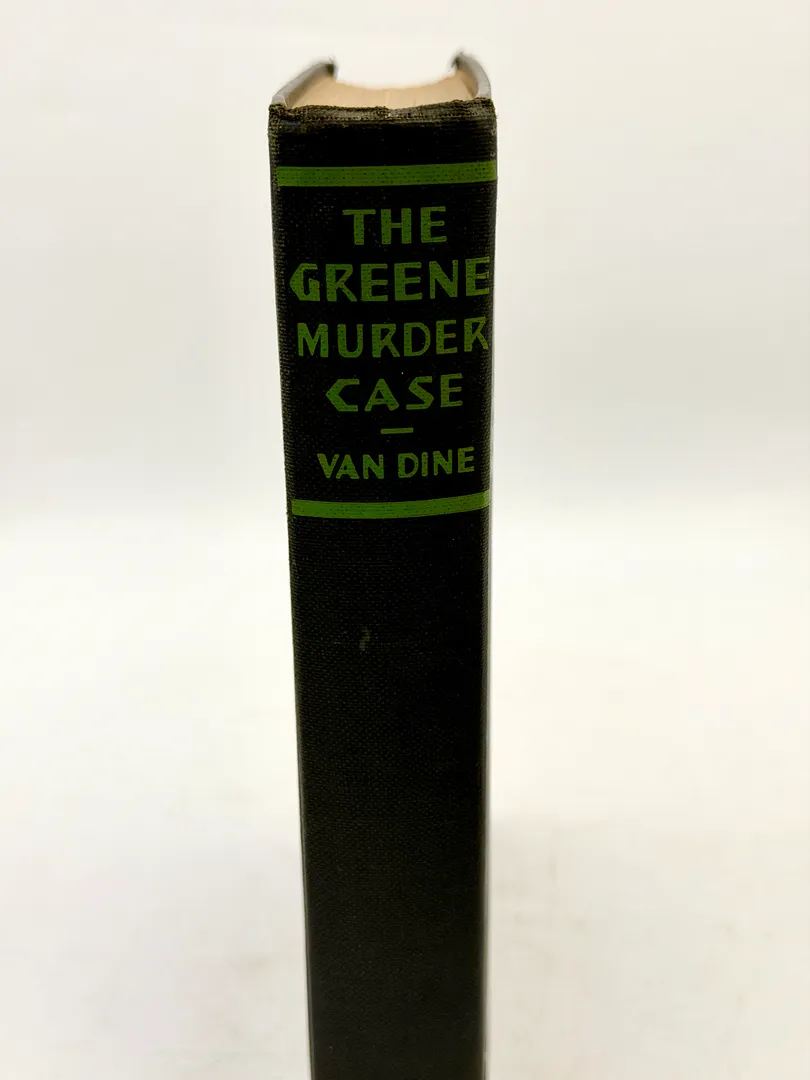 THE
GREENE
MURDER
CASE
VAN DINE